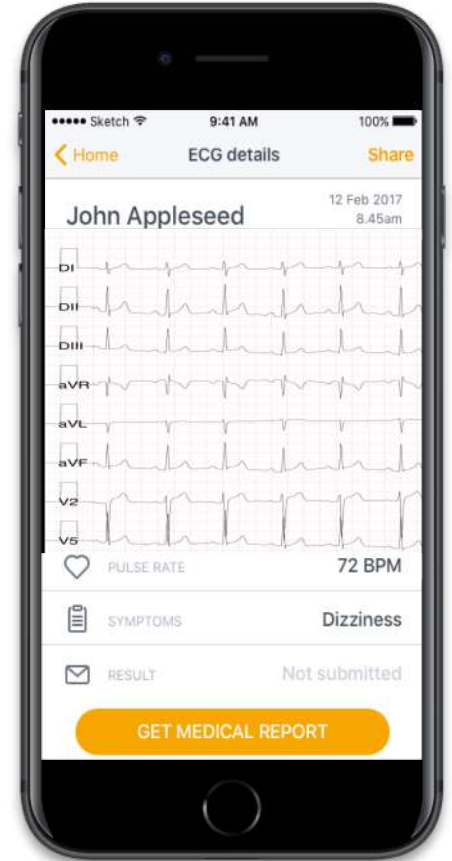 Sketch 9:41 AM 100%
Home ECG details Share
John Appleseed 12 Feb 2017
8.45am
DI
DII
DIII
aVR
aVL
aVF
V2
V5
PULSE RATE 72 BPM
SYMPTOMS Dizziness
RESULT Not submitted
GET MEDICAL REPORT